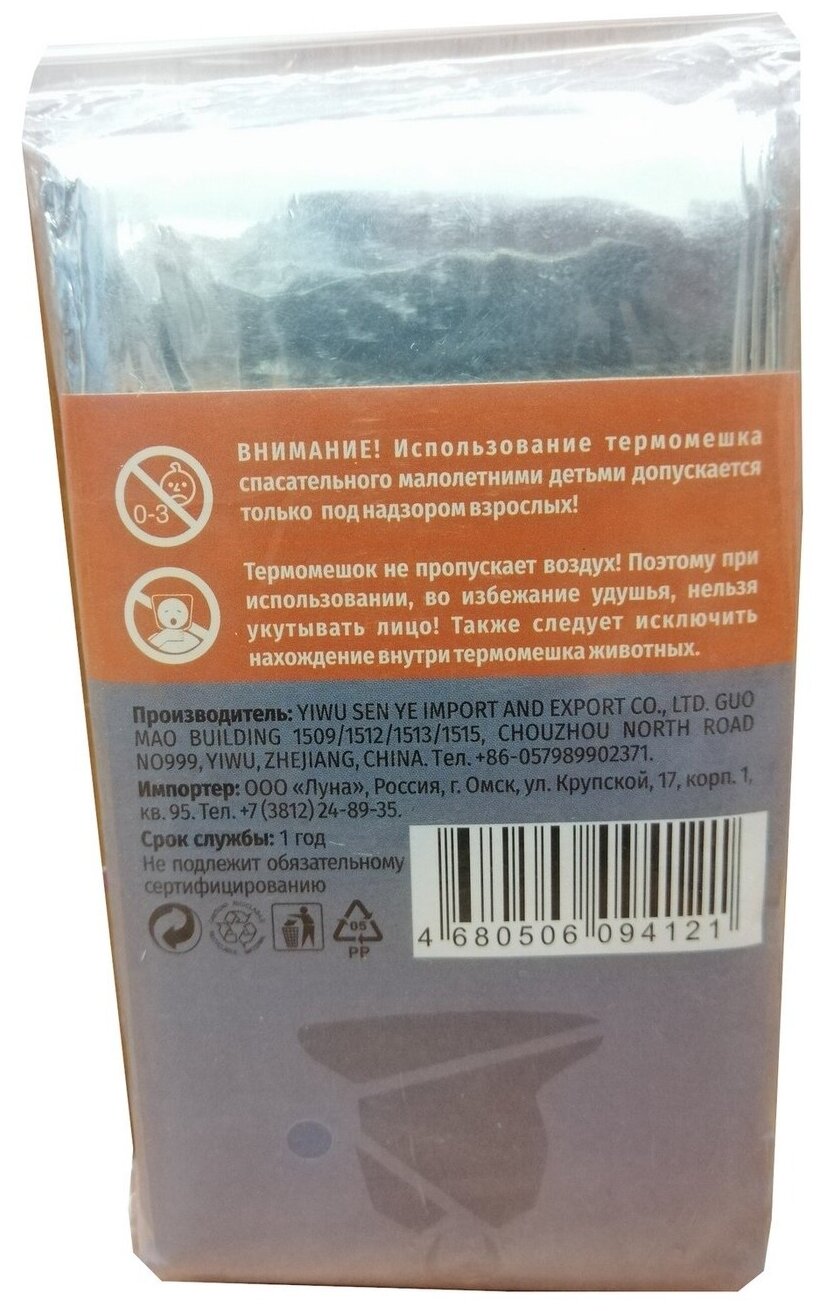 ВНИМАНИЕ! Использование термомешка
спасательного малолетними детьми допускается
только под надзором взрослых!
0-3
Термомешок не пропускает воздух! Поэтому при
использовании, во избежание удушья, нельзя
укутывать лицо! Также следует исключить
нахождение внутри термомешка животных.
Производитель: YIWU SEN YE IMPORT AND EXPORT CO., LTD. GUO
MAO BUILDING 1509/1512/1513/1515, CHOUZHOU NORTH ROAD
NO999, YIWU, ZHEJIANG, CHINA. Тел. +86-057989902371.
Импортер: ООО «Луна», Россия, г. Омск, ул. Крупской, 17, корп. 1,
кв. 95. Тел. +7 (3812) 24-89-35.
Срок службы: 1 год
Не подлежит обязательному
сертифицированию
05
PP
4 680506 094121